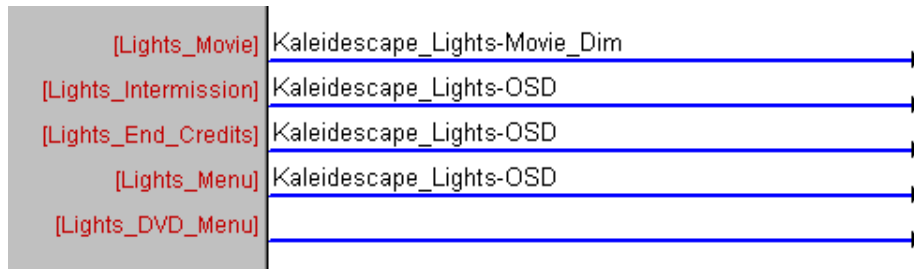 [Lights_Movie] Kaleidescape_Lights-Movie_Dim
[Lights_Intermission] Kaleidescape_Lights-OSD
[Lights_End_Credits] Kaleidescape_Lights-OSD
[Lights_Menu] Kaleidescape_Lights-OSD
[Lights_DVD_Menu]